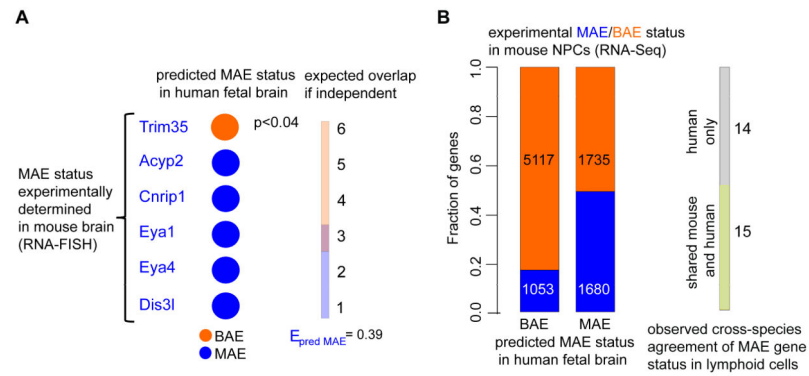 A
predicted MAE status
in human fetal brain
expected overlap
if independent
MAE status
experimentally
determined
in mouse brain
(RNA-FISH)
Trim35
Acyp2
Cnrip1
Eya1
Eya4
Dis3l
p<0.04
6
5
4
3
2
1
BAE
MAE
E pred MAE = 0.39
B
experimental MAE/BAE status
in mouse NPCs (RNA-Seq)
Fraction of genes
1.0
0.8
0.6
0.4
0.2
0.0
5117
1735
1053
1680
BAE
MAE
predicted MAE status
in human fetal brain
human
only
14
shared mouse
and human
15
observed cross-species
agreement of MAE gene
status in lymphoid cells